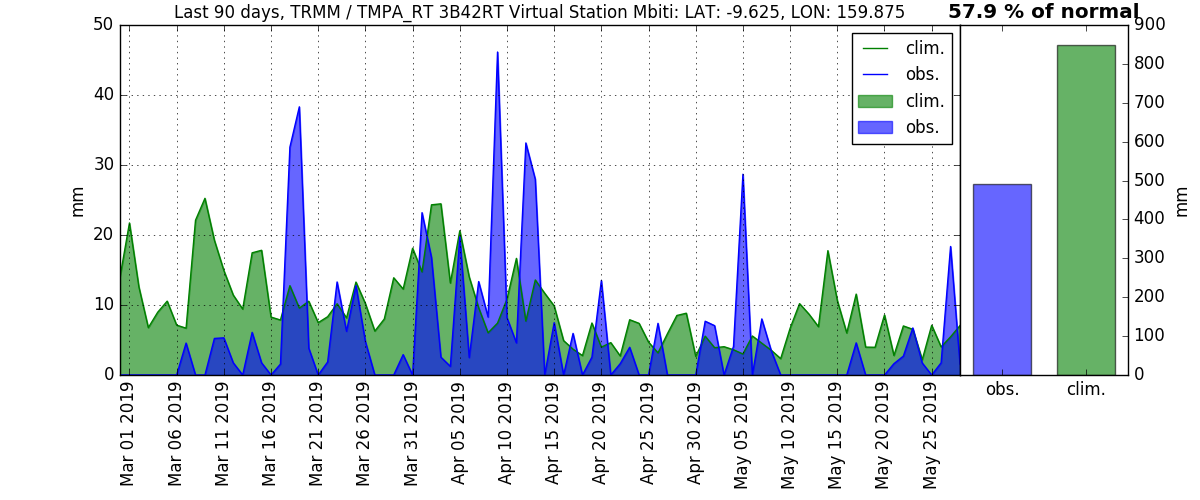 Last 90 days, TRMM / TMPA_RT 3B42RT Virtual Station Mbiti: LAT: -9.625, LON: 159.875
57.9 % of normal
50
40
30
20
10
0
mm
clim.
obs.
clim.
obs.
900
800
700
600
500
400
300
200
100
0
mm
Mar 01 2019
Mar 06 2019
Mar 11 2019
Mar 16 2019
Mar 21 2019
Mar 26 2019
Mar 31 2019
Apr 05 2019
Apr 10 2019
Apr 15 2019
Apr 20 2019
Apr 25 2019
Apr 30 2019
May 05 2019
May 10 2019
May 15 2019
May 20 2019
May 25 2019
obs.
clim.